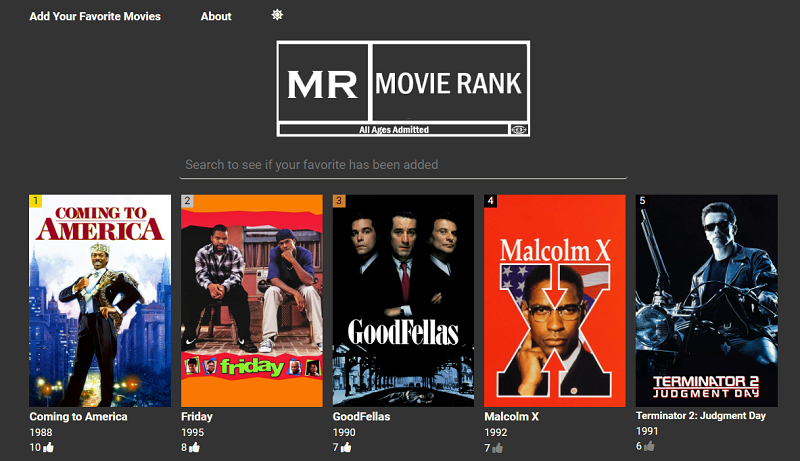 Add Your Favorite Movies About
MR MOVIE RANK
All Ages Admitted
Search to see if your favorite has been added
1 2 3 4 5
COMING TO
AMERICA
friday
GoodFellas
Malcolm X
X
TERMINATOR 2
JUDGMENT DAY
Coming to America Friday GoodFellas Malcolm X Terminator 2: Judgment Day
1988 1995 1990 1992 1991
10 8 7 7 6